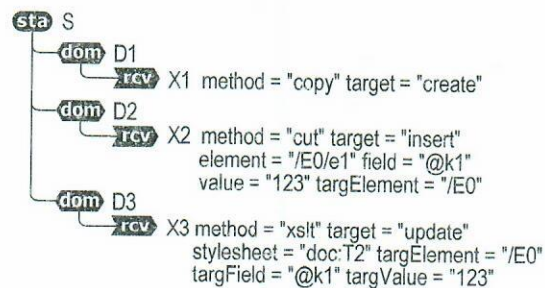 sta S
dom D1
rcv X1 method = "copy" target = "create"
dom D2
rcv X2 method = "cut" target = "insert"
element = "/E0/e1" field = "@k1"
value = "123" targElement = "/E0"
dom D3
rcv X3 method = "xslt" target = "update"
stylesheet = "doc:T2" targElement = "/E0"
targField = "@k1" targValue = "123"